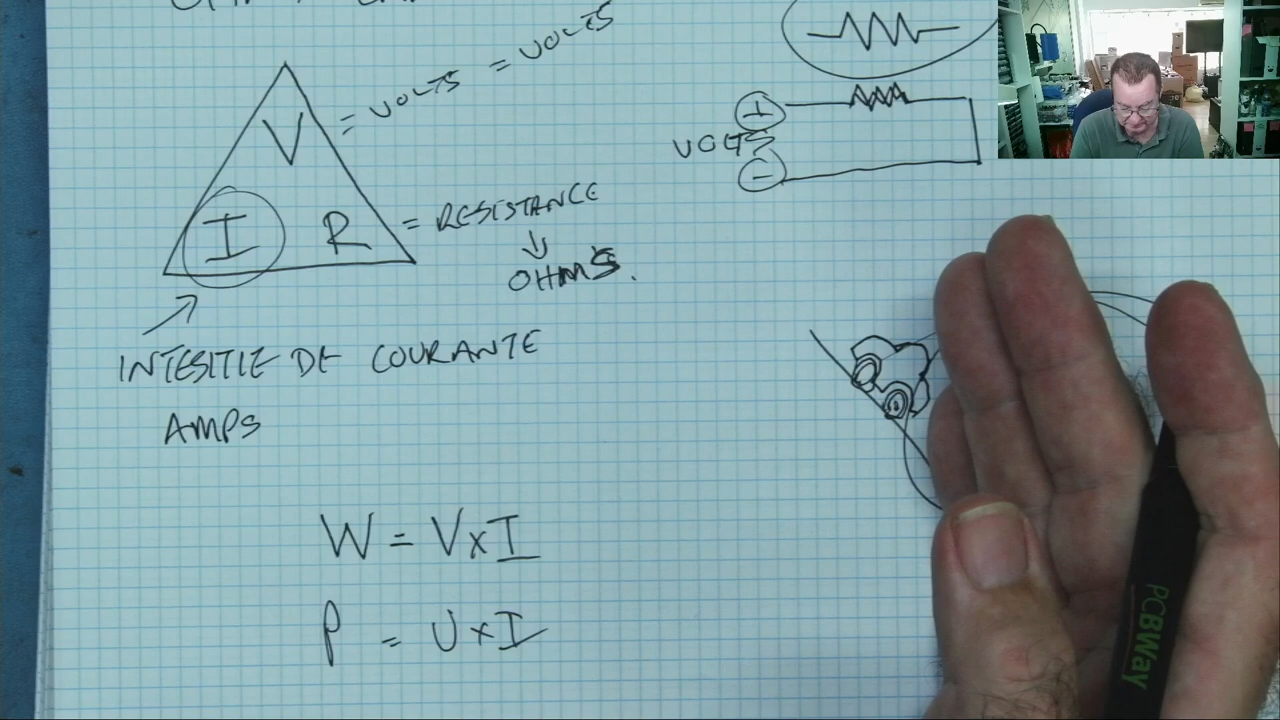 V = VOLTS = VOLTS
I R = RESISTANCE
OHMS.
INTESITIE DE COURANTE
AMPS
W = V x I
P = U x I
+
VOLTS
-
PCBWay